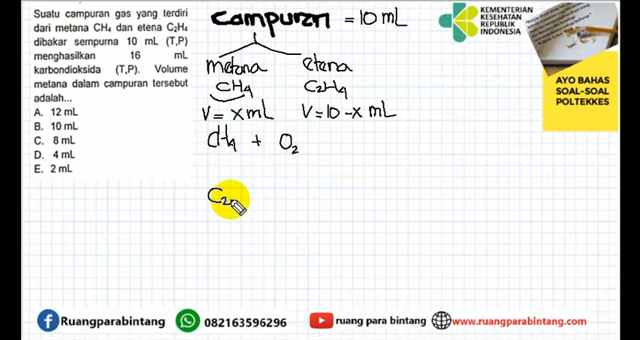 Suatu campuran gas yang terdiri
dari metana CH4 dan etena C2H4
dibakar sempurna 10 mL (T,P)
menghasilkan 16 mL
karbondioksida (T,P). Volume
metana dalam campuran tersebut
adalah...
A. 12 mL
B. 10 mL
C. 8 mL
D. 4 mL
E. 2 mL
Campuran = 10 mL
metana etena
CH4 C2H4
V = x mL V = 10 - x mL
CH4 + O2
C2
KEMENTERIAN
KESEHATAN
REPUBLIK
INDONESIA
AYO BAHAS
SOAL-SOAL
POLTEKKES
Ruangparabintang 082163596296 ruang para bintang www.ruangparabintang.com